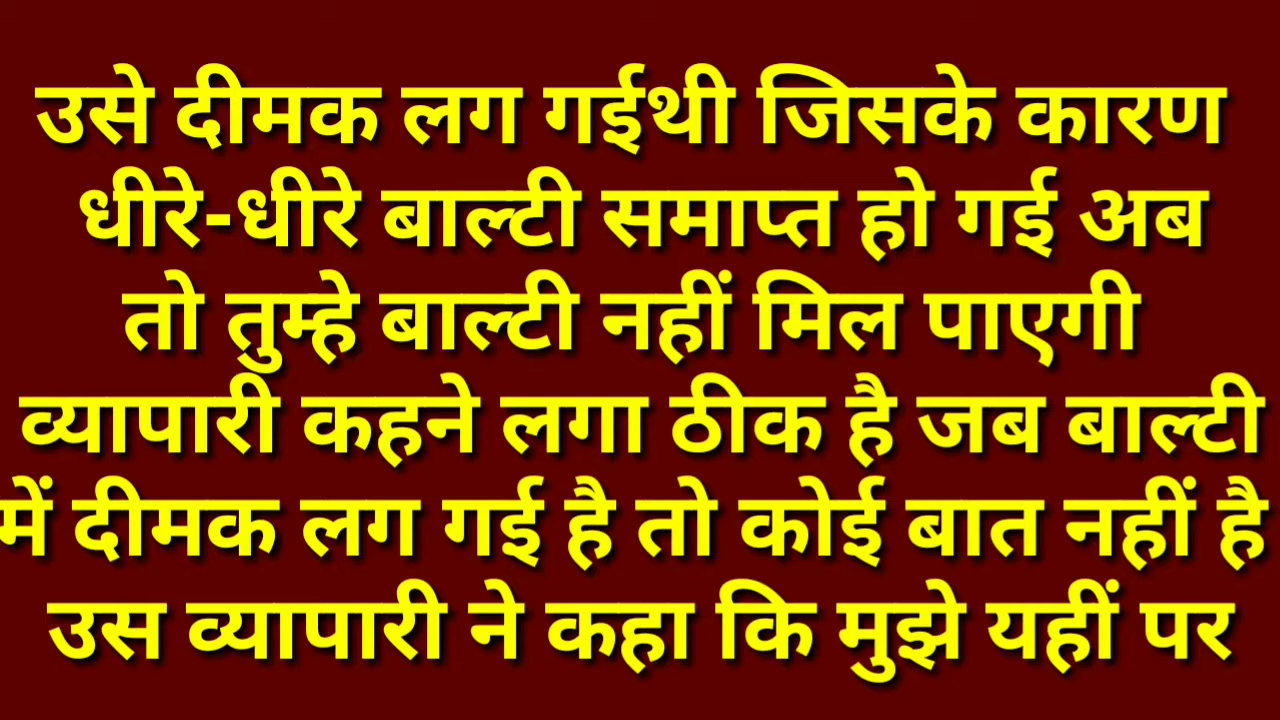 उसे दीमक लग गईथी जिसके कारण
धीरे-धीरे बाल्टी समाप्त हो गई अब
तो तुम्हे बाल्टी नहीं मिल पाएगी
व्यापारी कहने लगा ठीक है जब बाल्टी
में दीमक लग गई है तो कोई बात नहीं है
उस व्यापारी ने कहा कि मुझे यहीं पर